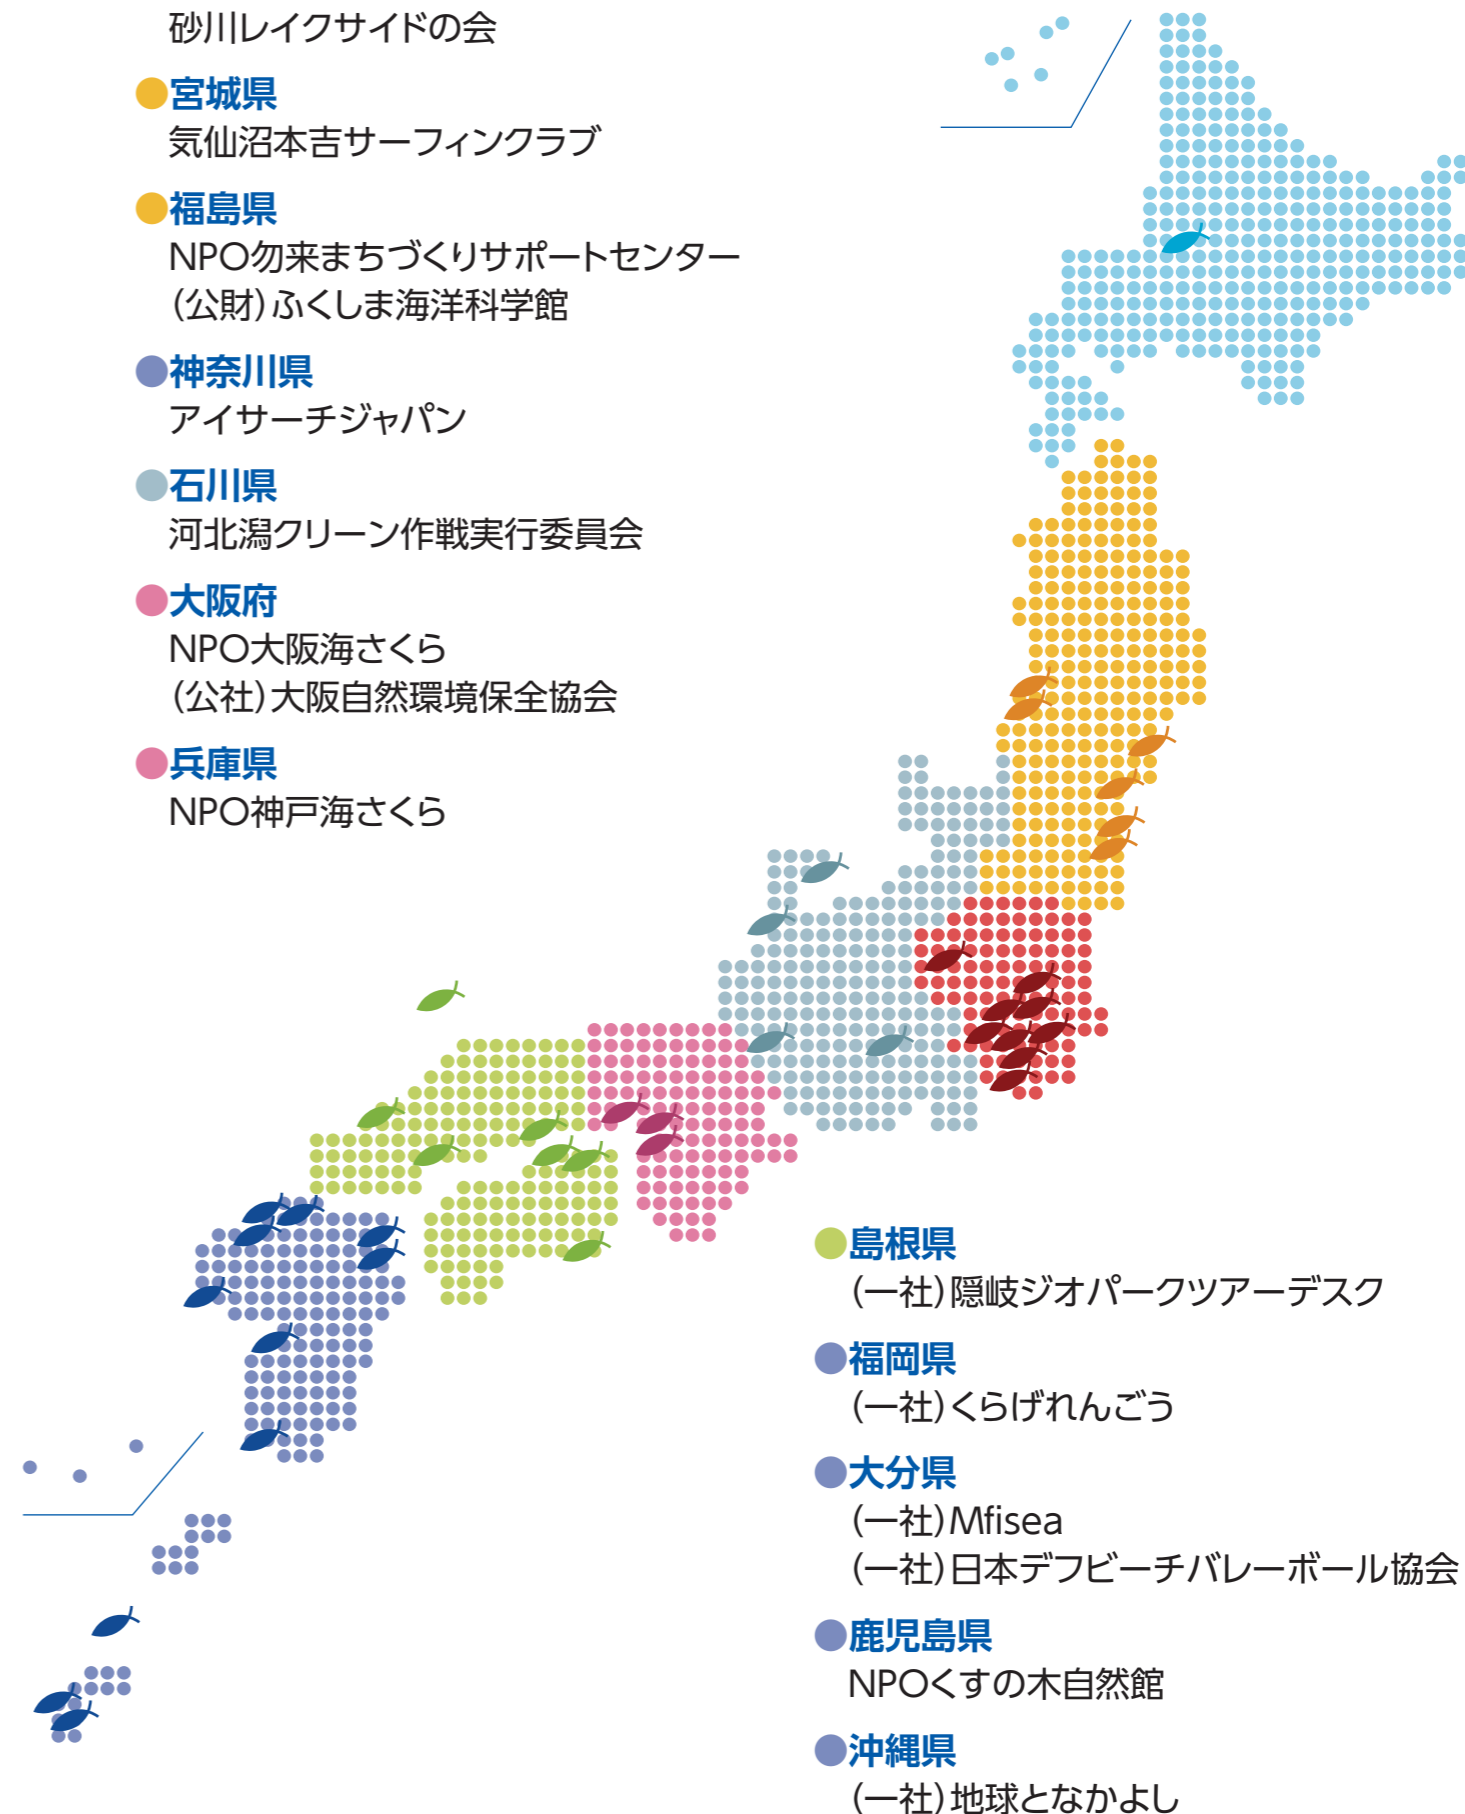 砂川レイクサイドの会
●宮城県
気仙沼本吉サーフィンクラブ
●福島県
NPO勿来まちづくりサポートセンター
（公財）ふくしま海洋科学館
●神奈川県
アイサーチジャパン
●石川県
河北潟クリーン作戦実行委員会
●大阪府
NPO大阪海さくら
（公社）大阪自然環境保全協会
●兵庫県
NPO神戸海さくら
●島根県
（一社）隠岐ジオパークツアーデスク
●福岡県
（一社）くらげれんごう
●大分県
（一社）Mfisea
（一社）日本デフビーチバレーボール協会
●鹿児島県
NPOくすの木自然館
●沖縄県
（一社）地球となかよし